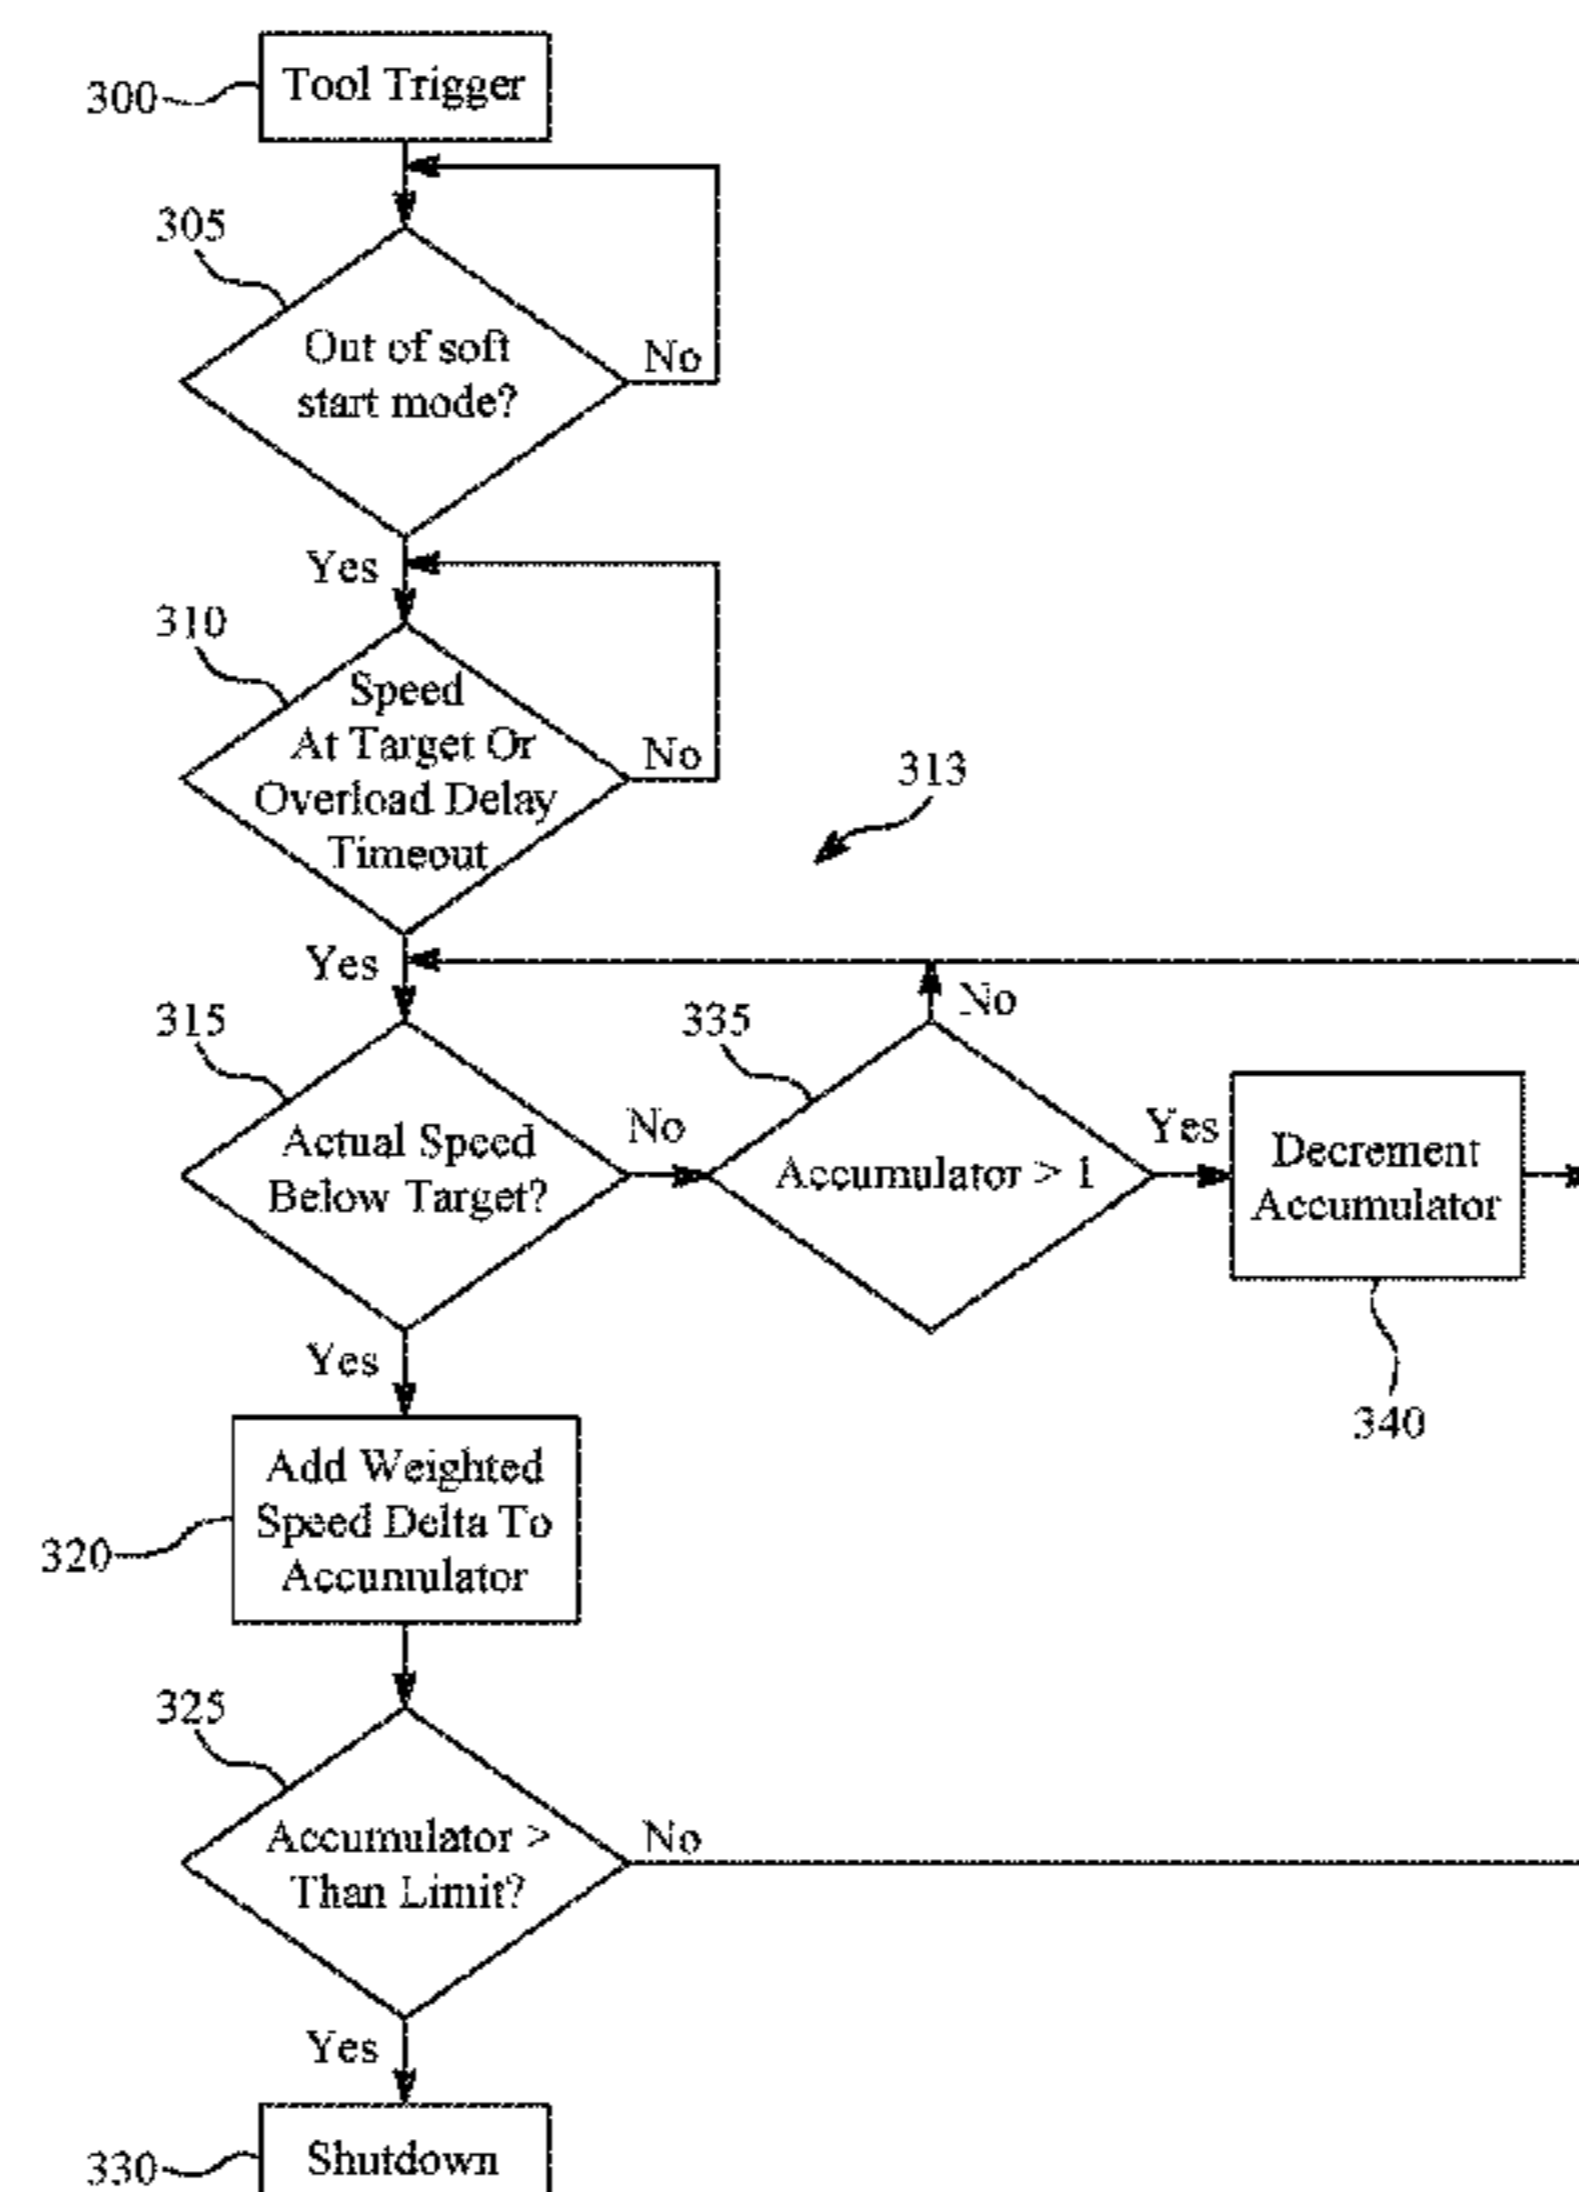 300
Tool Trigger
305
Out of soft
start mode?
No
Yes
310
Speed
At Target Or
Overload Delay
Timeout
No
313
Yes
315
Actual Speed
Below Target?
No
335
No
Accumulator > 1
Yes
Decrement
Accumulator
340
Yes
320
Add Weighted
Speed Delta To
Accumulator
325
Accumulator >
Than Limit?
No
Yes
330
Shutdown